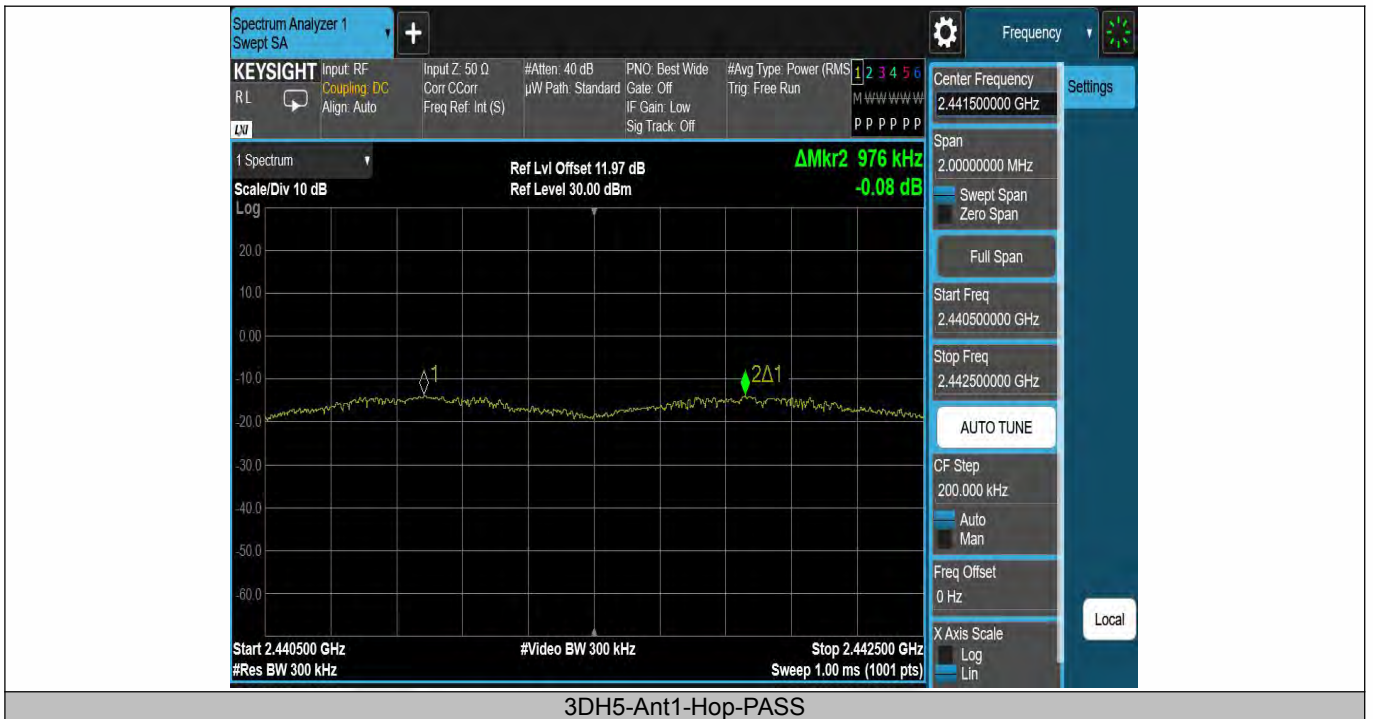 Spectrum Analyzer 1
Swept SA
+
Frequency
KEYSIGHT
RL
LXI
Input: RF
Coupling: DC
Align: Auto
Input Z: 50 Ω
Corr CCorr
Freq Ref: Int (S)
#Atten: 40 dB
µW Path: Standard
PNO: Best Wide
Gate: Off
IF Gain: Low
Sig Track: Off
#Avg Type: Power (RMS
Trig: Free Run
1 2 3 4 5 6
M W W W W W
P P P P P P
1 Spectrum
Scale/Div 10 dB
Ref Lvl Offset 11.97 dB
Ref Level 30.00 dBm
ΔMkr2 976 kHz
-0.08 dB
Log
20.0
10.0
0.00
-10.0
-20.0
-30.0
-40.0
-50.0
-60.0
1
2Δ1
Start 2.440500 GHz
#Res BW 300 kHz
#Video BW 300 kHz
Stop 2.442500 GHz
Sweep 1.00 ms (1001 pts)
Center Frequency
2.441500000 GHz
Span
2.00000000 MHz
Swept Span
Zero Span
Full Span
Start Freq
2.440500000 GHz
Stop Freq
2.442500000 GHz
AUTO TUNE
CF Step
200.000 kHz
Auto
Man
Freq Offset
0 Hz
X Axis Scale
Log
Lin
Settings
Local
3DH5-Ant1-Hop-PASS